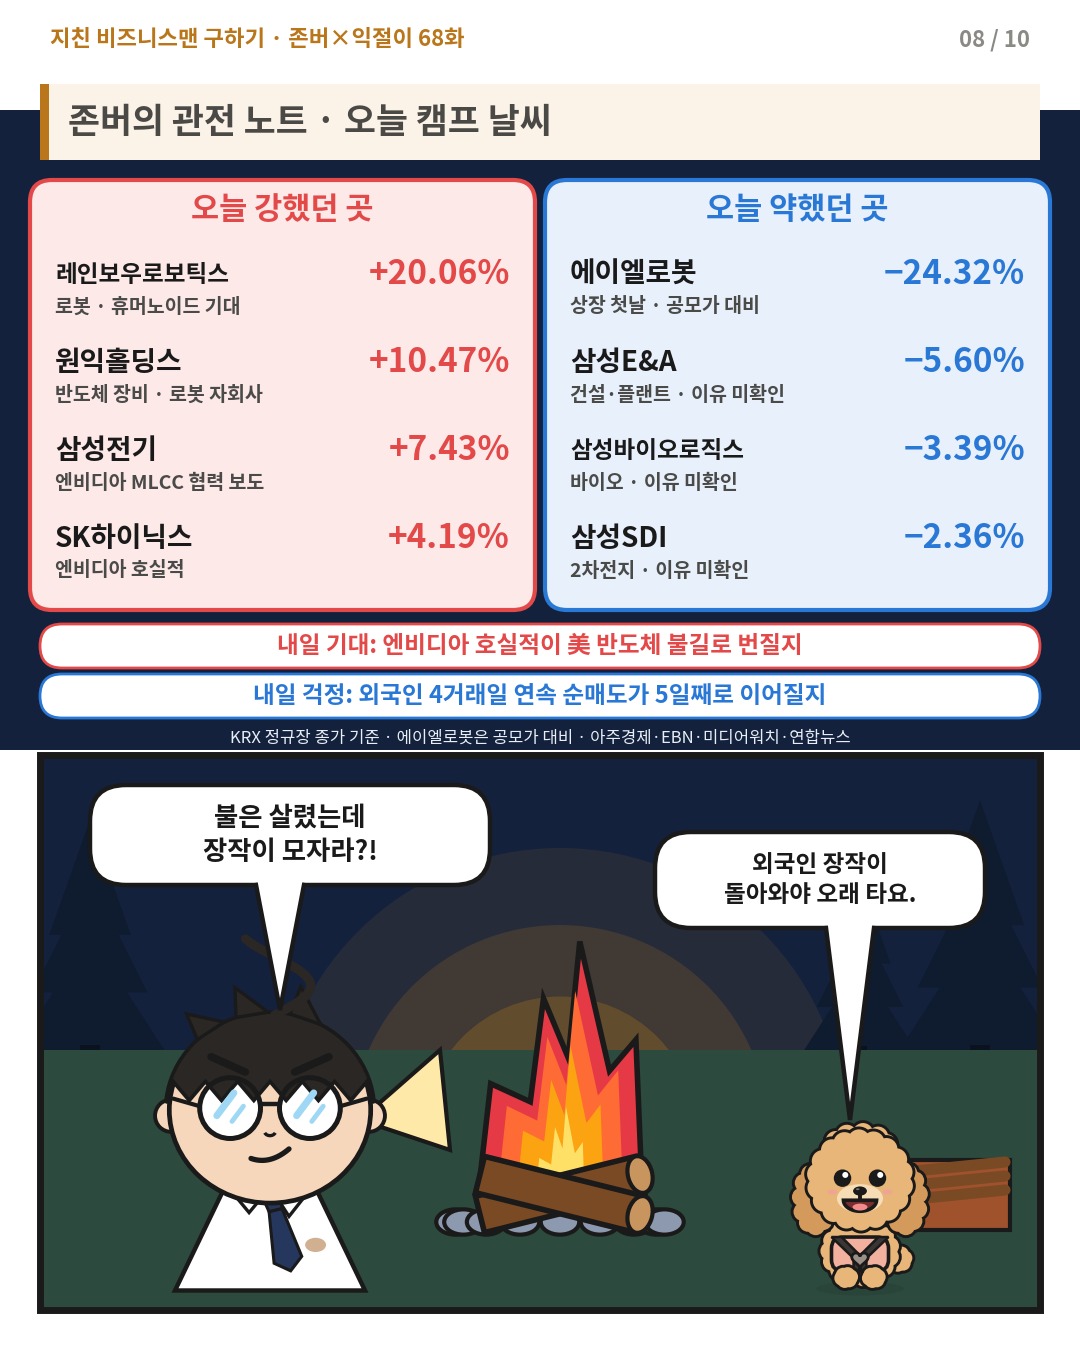 지친 비즈니스맨 구하기 · 존버×익절이 68화
08 / 10
존버의 관전 노트 · 오늘 캠프 날씨
오늘 강했던 곳
레인보우로보틱스 +20.06%
로봇 · 휴머노이드 기대
원익홀딩스 +10.47%
반도체 장비 · 로봇 자회사
삼성전기 +7.43%
엔비디아 MLCC 협력 보도
SK하이닉스 +4.19%
엔비디아 호실적
오늘 약했던 곳
에이엘로봇 −24.32%
상장 첫날 · 공모가 대비
삼성E&A −5.60%
건설·플랜트 · 이유 미확인
삼성바이오로직스 −3.39%
바이오 · 이유 미확인
삼성SDI −2.36%
2차전지 · 이유 미확인
내일 기대: 엔비디아 호실적이 美 반도체 불길로 번질지
내일 걱정: 외국인 4거래일 연속 순매도가 5일째로 이어질지
KRX 정규장 종가 기준 · 에이엘로봇은 공모가 대비 · 아주경제·EBN·미디어워치·연합뉴스
불은 살렸는데
장작이 모자라?!
외국인 장작이
돌아와야 오래 타요.